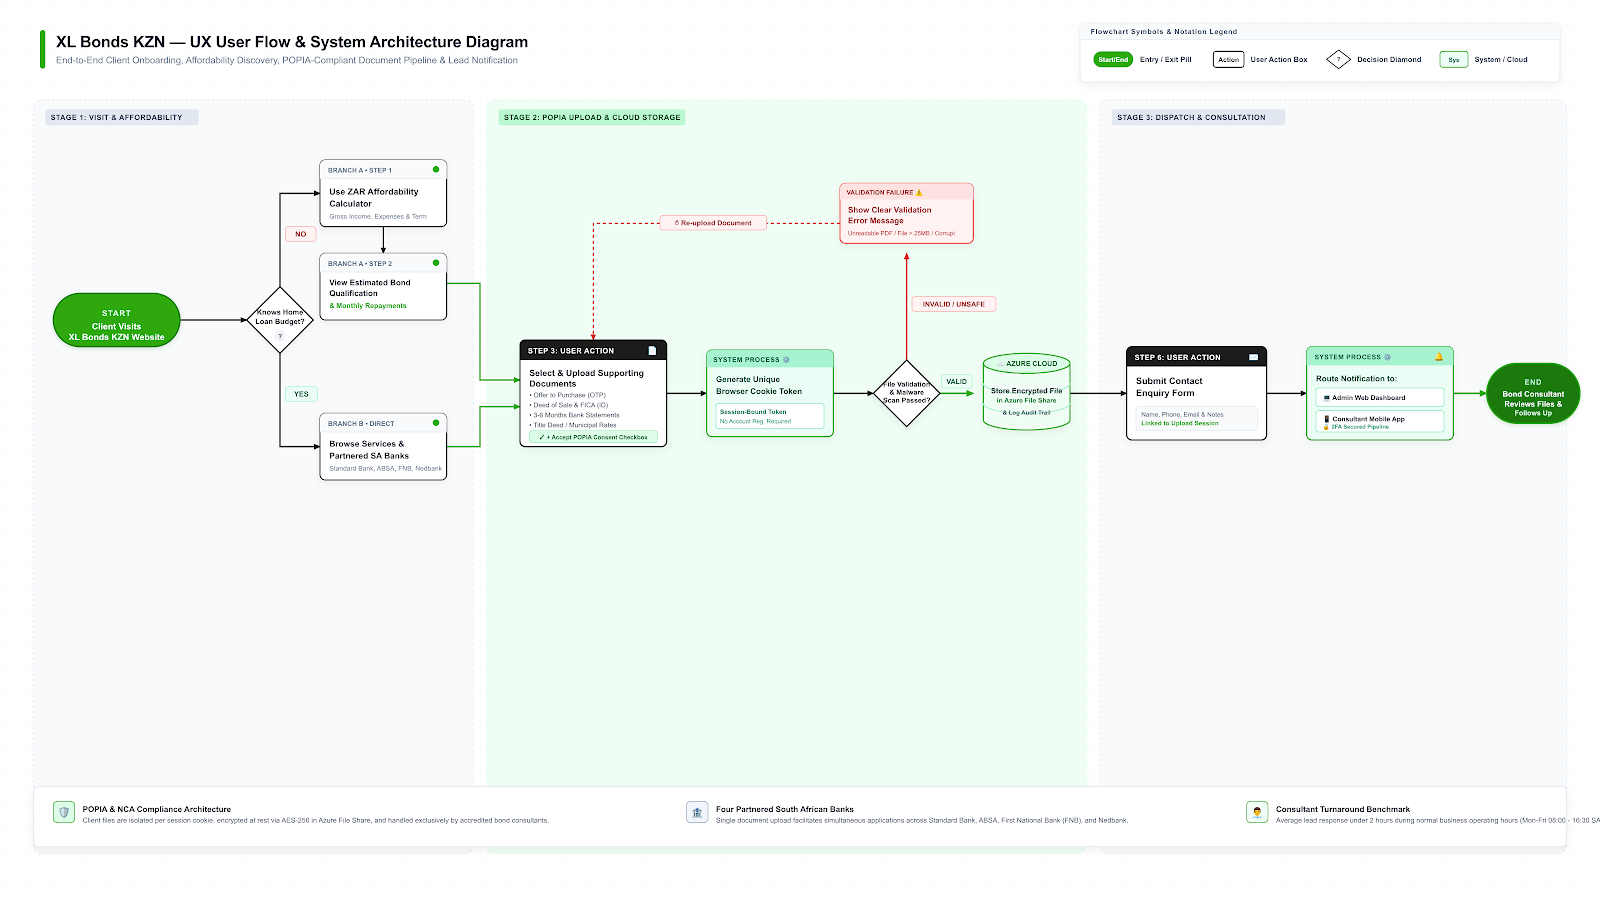 XL Bonds KZN — UX User Flow & System Architecture Diagram
End-to-End Client Onboarding, Affordability Discovery, POPIA-Compliant Document Pipeline & Lead Notification
Flowchart Symbols & Notation Legend
Start/End
Entry / Exit Pill
Action
User Action Box
?
Decision Diamond
Sys
System / Cloud
STAGE 1: VISIT & AFFORDABILITY
START
Client Visits
XL Bonds KZN Website
Knows Home
Loan Budget?
?
NO
YES
BRANCH A • STEP 1
Use ZAR Affordability
Calculator
Gross Income, Expenses & Term
BRANCH A • STEP 2
View Estimated Bond
Qualification
& Monthly Repayments
BRANCH B • DIRECT
Browse Services &
Partnered SA Banks
Standard Bank, ABSA, FNB, Nedbank
STAGE 2: POPIA UPLOAD & CLOUD STORAGE
STEP 3: USER ACTION
Select & Upload Supporting
Documents
• Offer to Purchase (OTP)
• Deed of Sale & FICA (ID)
• 3-6 Months Bank Statements
• Title Deed / Municipal Rates
✓ + Accept POPIA Consent Checkbox
Re-upload Document
SYSTEM PROCESS
Generate Unique
Browser Cookie Token
Session-Bound Token
No Account Reg. Required
VALIDATION FAILURE ⚠️
Show Clear Validation
Error Message
Unreadable PDF / File > 25MB / Corrupt
INVALID / UNSAFE
File Validation
& Malware
Scan Passed?
VALID
AZURE CLOUD
Store Encrypted File
in Azure File Share
& Log Audit Trail
STAGE 3: DISPATCH & CONSULTATION
STEP 6: USER ACTION
Submit Contact
Enquiry Form
Name, Phone, Email & Notes
Linked to Upload Session
SYSTEM PROCESS
Route Notification to:
Admin Web Dashboard
Consultant Mobile App
2FA Secured Pipeline
END
Bond Consultant
Reviews Files &
Follows Up
POPIA & NCA Compliance Architecture
Client files are isolated per session cookie, encrypted at rest via AES-256 in Azure File Share, and handled exclusively by accredited bond consultants.
Four Partnered South African Banks
Single document upload facilitates simultaneous applications across Standard Bank, ABSA, First National Bank (FNB), and Nedbank.
Consultant Turnaround Benchmark
Average lead response under 2 hours during normal business operating hours (Mon-Fri 08:00 - 16:30 SA